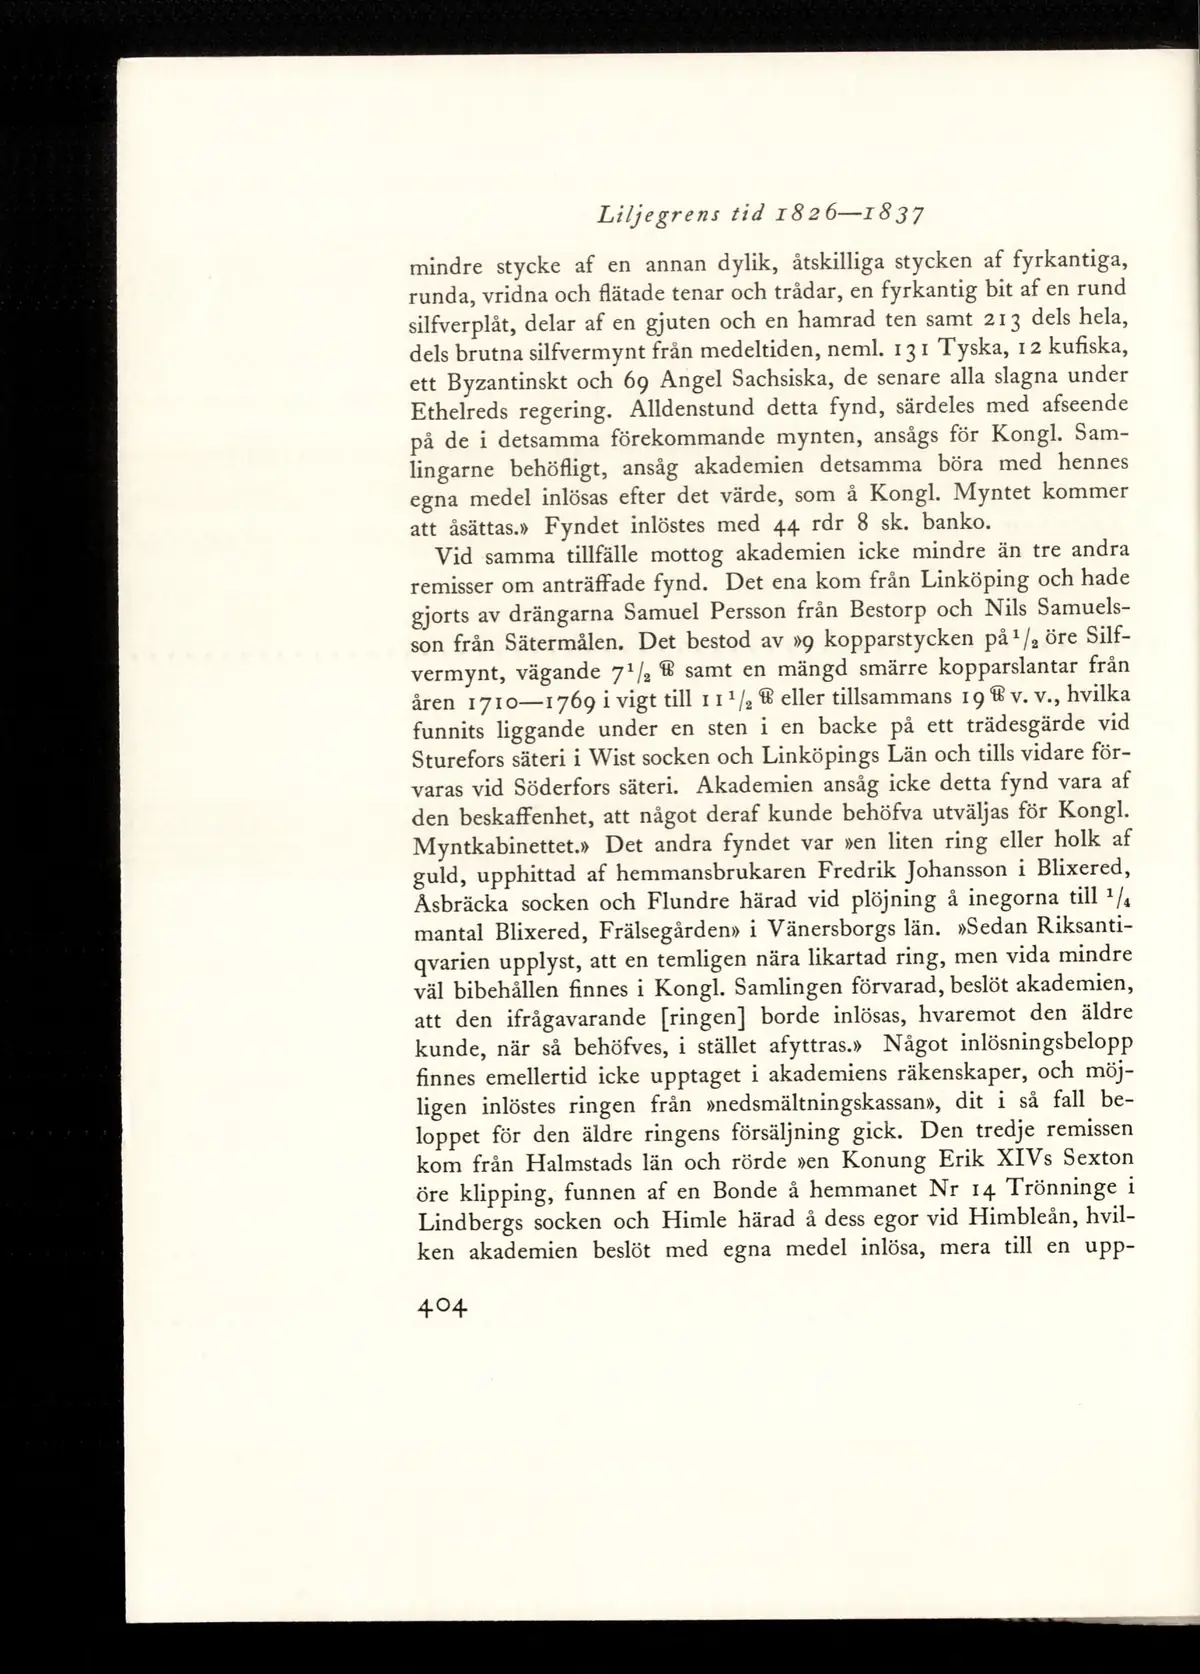 Liljegrens tid 1826—1837
mindre stycke af en annan dylik, åtskilliga stycken af fyrkantiga,
runda, vridna och flätade tenar och trådar, en fyrkantig bit af en rund
silfverplåt, delar af en gjuten och en hamrad ten samt 213 dels hela,
dels brutna silfvermynt från medeltiden, neml. 131 Tyska, 12 kufiska,
ett Byzantinskt och 69 Angel Sachsiska, de senare alla slagna under
Ethelreds regering. Alldenstund detta fynd, särdeles med afseende
på de i detsamma förekommande mynten, ansågs för Kongl. Sam-
lingarne behöfligt, ansåg akademien detsamma böra med hennes
egna medel inlösas efter det värde, som å Kongl. Myntet kommer
att åsättas.» Fyndet inlöstes med 44 rdr 8 sk. banko.
Vid samma tillfälle mottog akademien icke mindre än tre andra
remisser om anträffade fynd. Det ena kom från Linköping och hade
gjorts av drängarna Samuel Persson från Bestorp och Nils Samuels-
son från Sätermålen. Det bestod av »9 kopparstycken på 1/2 öre Silf-
vermynt, vägande 7 1/2 ℔ samt en mängd smärre kopparslantar från
åren 1710—1769 i vigt till 11 1/2 ℔ eller tillsammans 19 ℔ v. v., hvilka
funnits liggande under en sten i en backe på ett trädesgärde vid
Sturefors säteri i Wist socken och Linköpings Län och tills vidare för-
varas vid Söderfors säteri. Akademien ansåg icke detta fynd vara af
den beskaffenhet, att något deraf kunde behöfva utväljas för Kongl.
Myntkabinettet.» Det andra fyndet var »en liten ring eller holk af
guld, upphittad af hemmansbrukaren Fredrik Johansson i Blixered,
Åsbräcka socken och Flundre härad vid plöjning å inegorna till 1/4
mantal Blixered, Frälsegården» i Vänersborgs län. »Sedan Riksanti-
qvarien upplyst, att en temligen nära likartad ring, men vida mindre
väl bibehållen finnes i Kongl. Samlingen förvarad, beslöt akademien,
att den ifrågavarande [ringen] borde inlösas, hvaremot den äldre
kunde, när så behöfves, i stället afyttras.» Något inlösningsbelopp
finnes emellertid icke upptaget i akademiens räkenskaper, och möj-
ligen inlöstes ringen från »nedsmältningskassan», dit i så fall be-
loppet för den äldre ringens försäljning gick. Den tredje remissen
kom från Halmstads län och rörde »en Konung Erik XIVs Sexton
öre klipping, funnen af en Bonde å hemmanet Nr 14 Trönninge i
Lindbergs socken och Himle härad å dess egor vid Himbleån, hvil-
ken akademien beslöt med egna medel inlösa, mera till en upp-
404